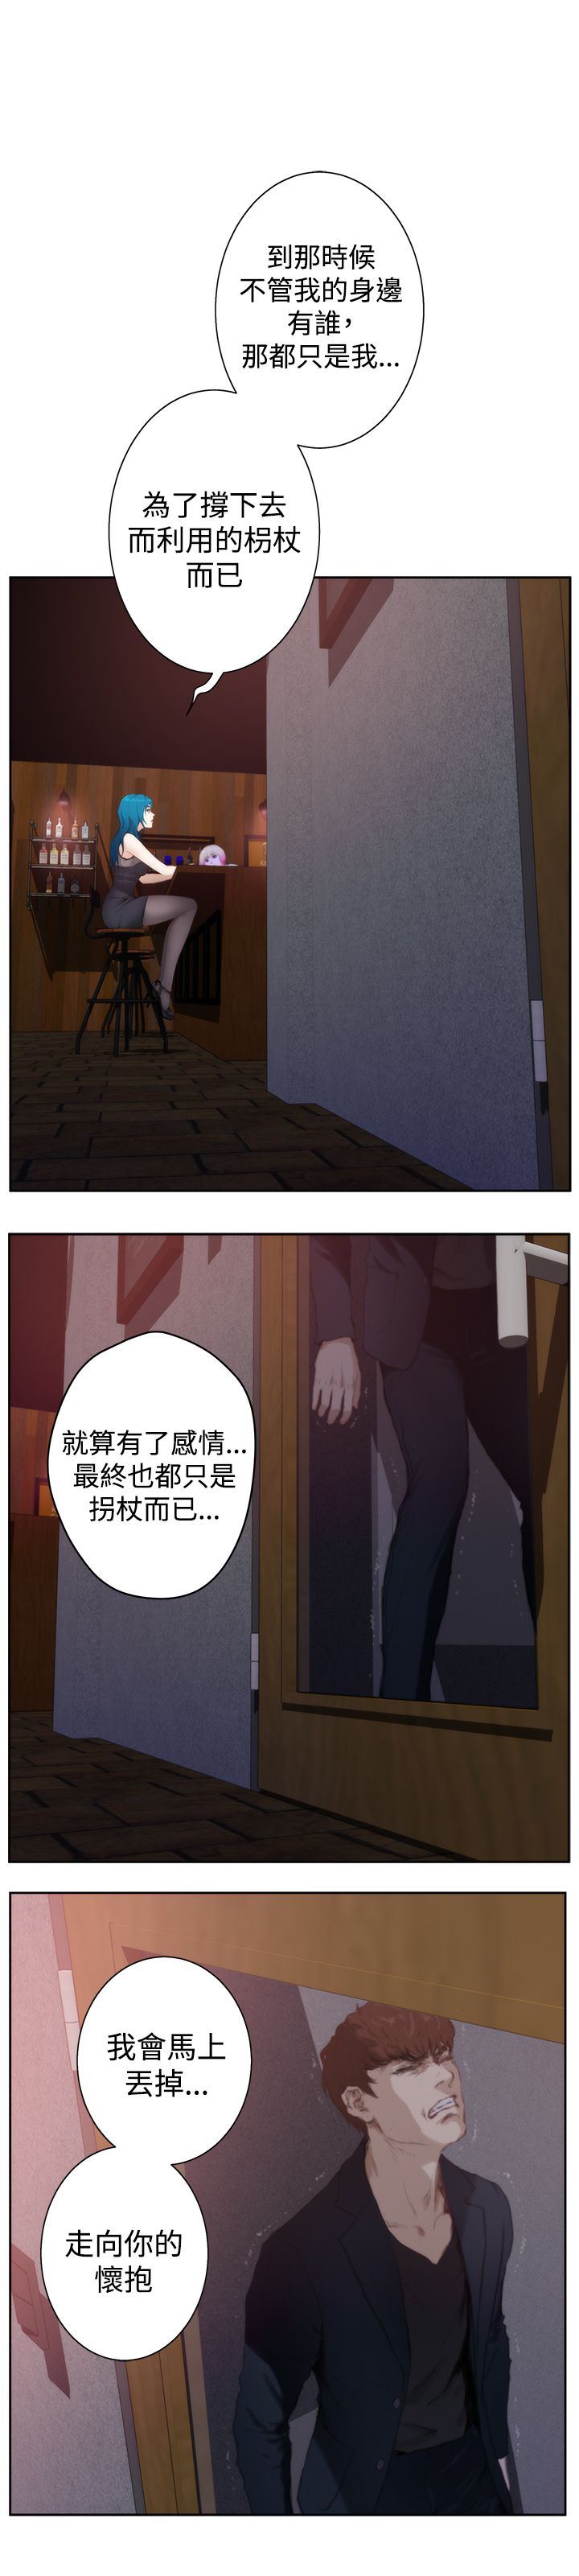 到那時候
不管我的身邊
有誰，
那都只是我...
為了撐下去
而利用的柺杖
而已
就算有了感情...
最終也都只是
拐杖而已...
我會馬上
丟掉...
走向你的
懷抱